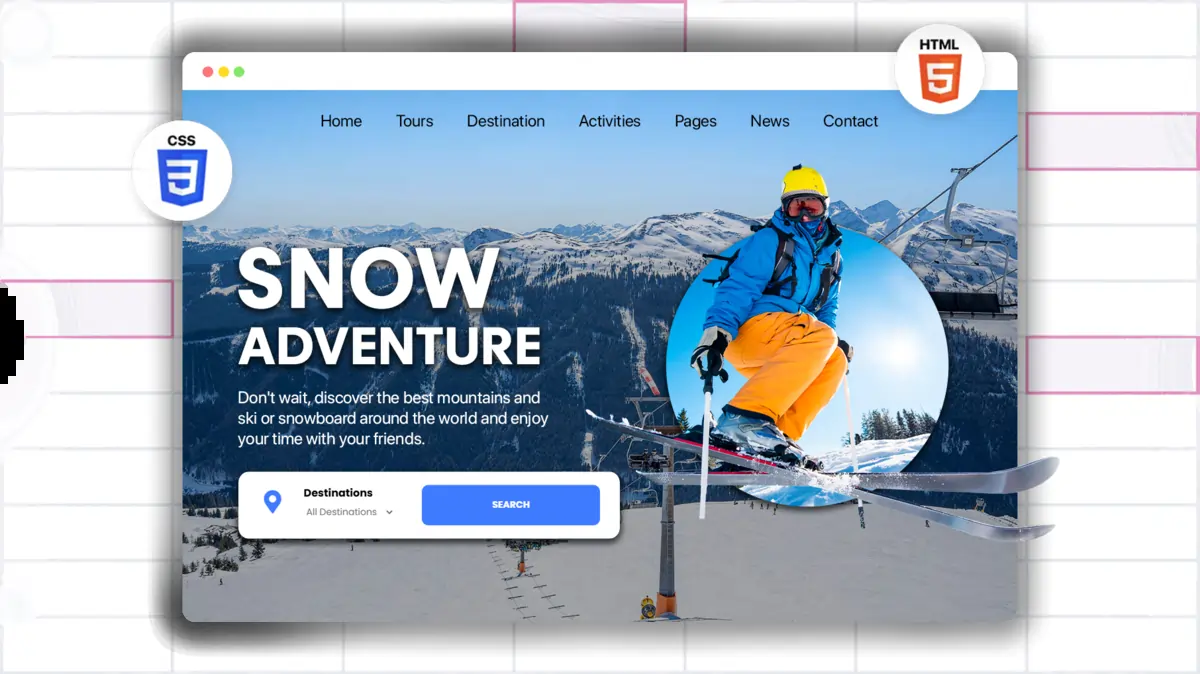 HTML
5
CSS
3
Home Tours Destination Activities Pages News Contact
SNOW
ADVENTURE
Don't wait, discover the best mountains and
ski or snowboard around the world and enjoy
your time with your friends.
Destinations
All Destinations
SEARCH